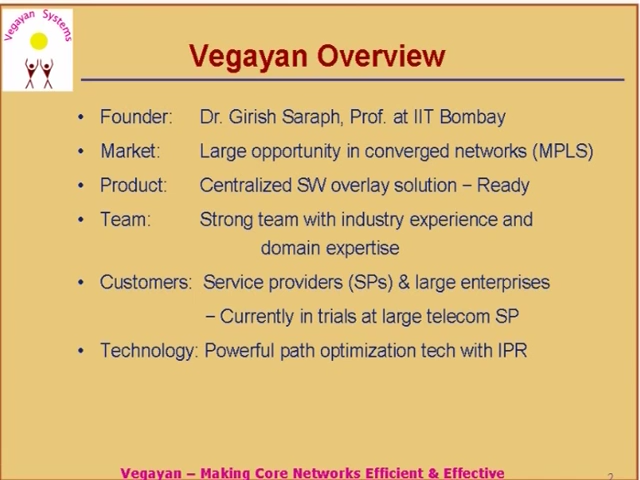 Vegayan Systems
Vegayan Overview
• Founder: Dr. Girish Saraph, Prof. at IIT Bombay
• Market: Large opportunity in converged networks (MPLS)
• Product: Centralized SW overlay solution – Ready
• Team: Strong team with industry experience and
domain expertise
• Customers: Service providers (SPs) & large enterprises
– Currently in trials at large telecom SP
• Technology: Powerful path optimization tech with IPR
Vegayan – Making Core Networks Efficient & Effective
2